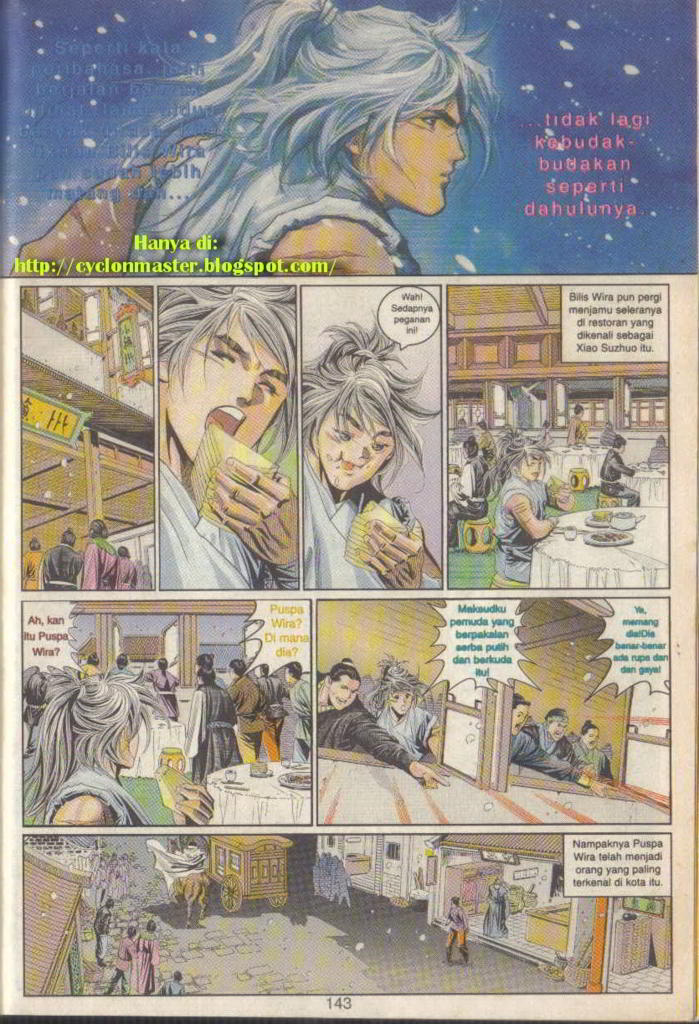 Seperti kata
...tidak lagi
kebudak-
budakan
seperti
dahulunya...
Hanya di:
http://cyclonmaster.blogspot.com/
Wah!
Sedapnya
peganan
ini!
Bilis Wira pun pergi
menjamu seleranya
di restoran yang
dikenali sebagai
Xiao Suzhuo itu.
Ah, kan
itu Puspa
Wira?
Puspa
Wira?
Di mana
dia?
Maksudku
pemuda yang
berpakaian
serba putih
dan berkuda
itu!
Ya,
memang
dia!Dia
benar-benar
ada rupa dan
dan gaya!
Nampaknya Puspa
Wira telah menjadi
orang yang paling
terkenal di kota itu.
143